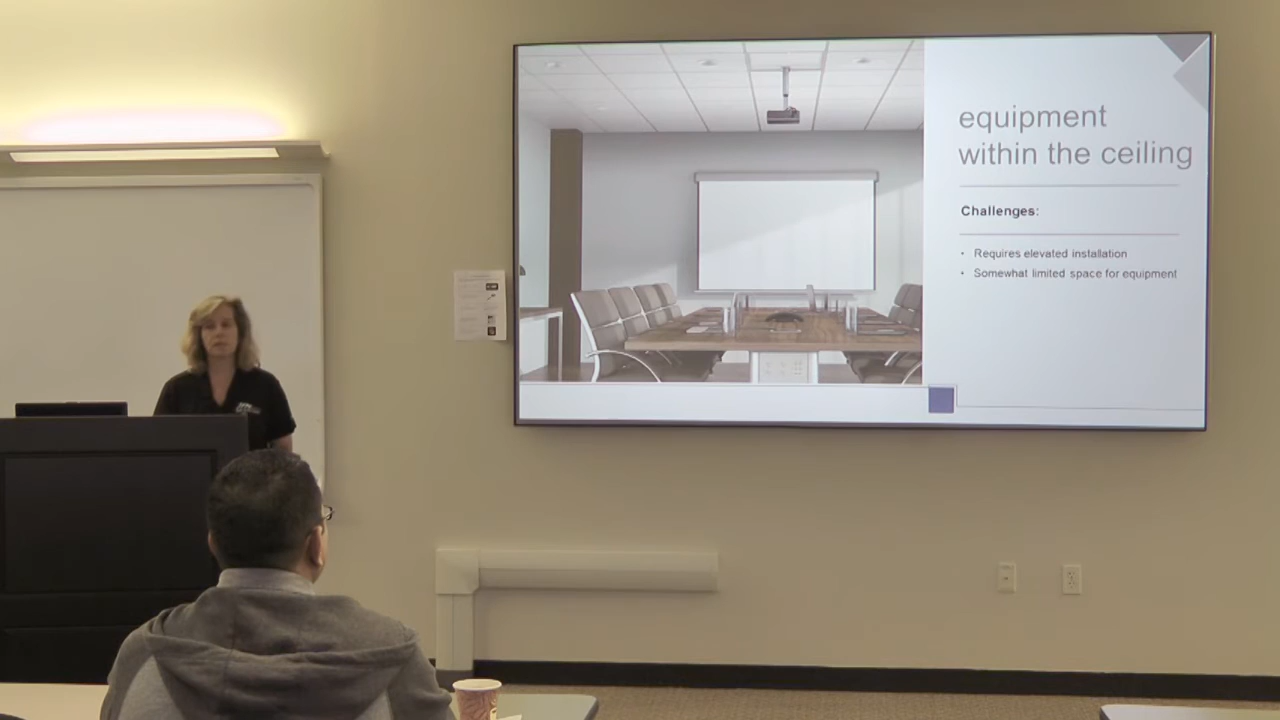 equipment
within the ceiling
Challenges:
• Requires elevated installation
• Somewhat limited space for equipment